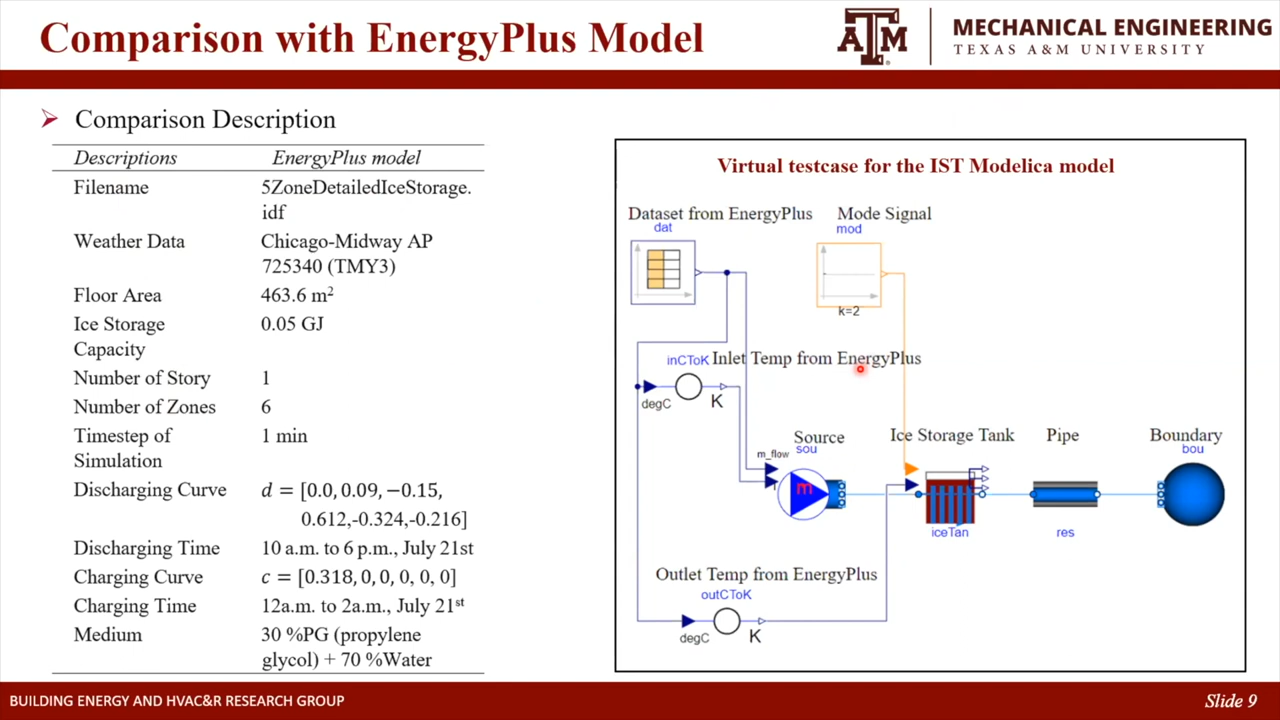 Comparison with EnergyPlus Model
ATM
MECHANICAL ENGINEERING
TEXAS A&M UNIVERSITY
Comparison Description
Descriptions EnergyPlus model
Filename 5ZoneDetailedIceStorage.
idf
Weather Data Chicago-Midway AP
725340 (TMY3)
Floor Area 463.6 m²
Ice Storage 0.05 GJ
Capacity
Number of Story 1
Number of Zones 6
Timestep of 1 min
Simulation
Discharging Curve d = [0.0, 0.09, −0.15,
0.612,-0.324,-0.216]
Discharging Time 10 a.m. to 6 p.m., July 21st
Charging Curve c = [0.318, 0, 0, 0, 0, 0]
Charging Time 12a.m. to 2a.m., July 21ˢᵗ
Medium 30 %PG (propylene
glycol) + 70 %Water
Virtual testcase for the IST Modelica model
Dataset from EnergyPlus Mode Signal
dat mod
k=2
inCToK Inlet Temp from EnergyPlus
degC K
Source Ice Storage Tank Pipe Boundary
sou bou
m_flow
m
iceTan res
Outlet Temp from EnergyPlus
outCToK
degC K
BUILDING ENERGY AND HVAC&R RESEARCH GROUP
Slide 9